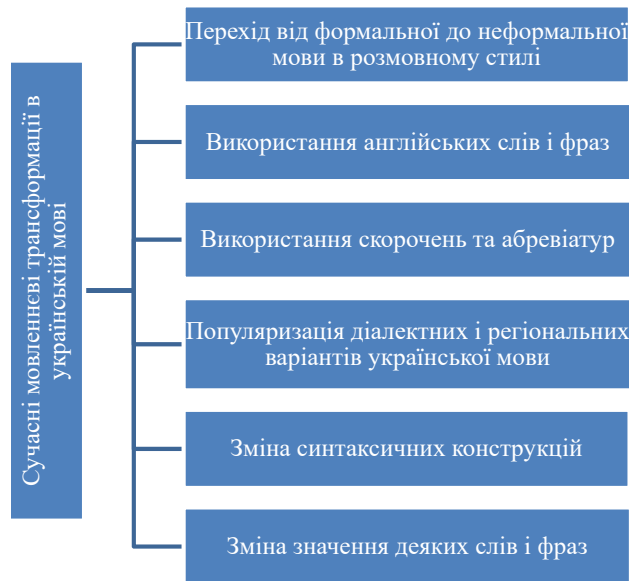 Сучасні мовленнєві трансформації в
українській мові
Перехід від формальної до неформальної
мови в розмовному стилі
Використання англійських слів і фраз
Використання скорочень та абревіатур
Популяризація діалектних і регіональних
варіантів української мови
Зміна синтаксичних конструкцій
Зміна значення деяких слів і фраз